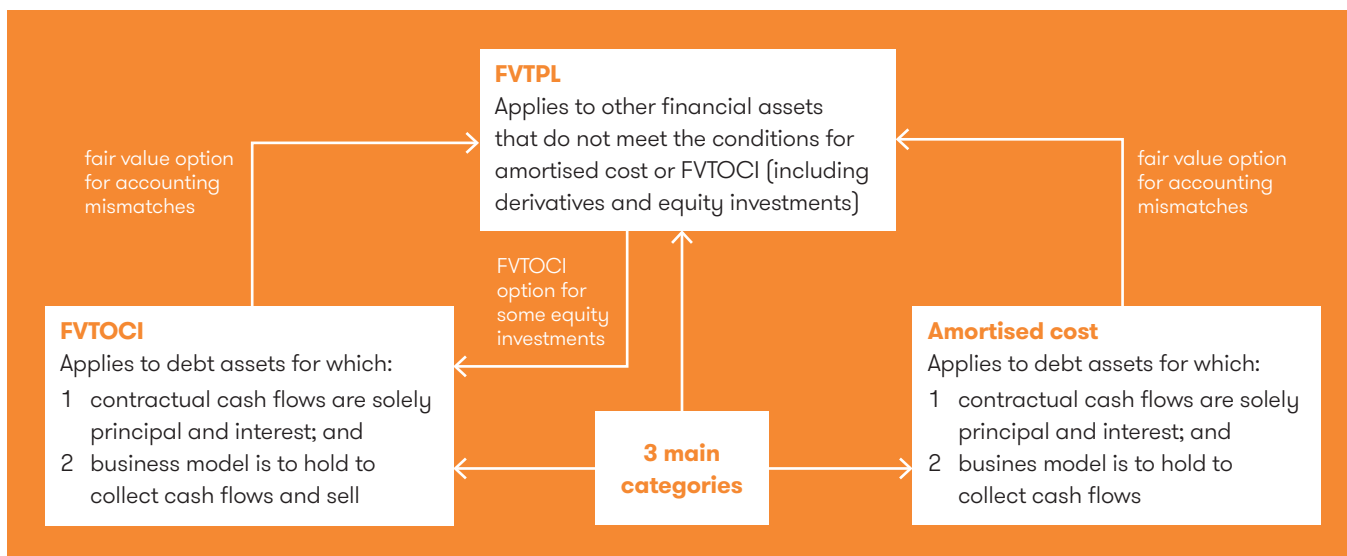 FVTPL
Applies to other financial assets
that do not meet the conditions for
amortised cost or FVTOCI (including
derivatives and equity investments)
fair value option
for accounting
mismatches
fair value option
for accounting
mismatches
FVTOCI
option for
some equity
investments
FVTOCI
Applies to debt assets for which:
1 contractual cash flows are solely
principal and interest; and
2 business model is to hold to
collect cash flows and sell
3 main
categories
Amortised cost
Applies to debt assets for which:
1 contractual cash flows are solely
principal and interest; and
2 busines model is to hold to
collect cash flows